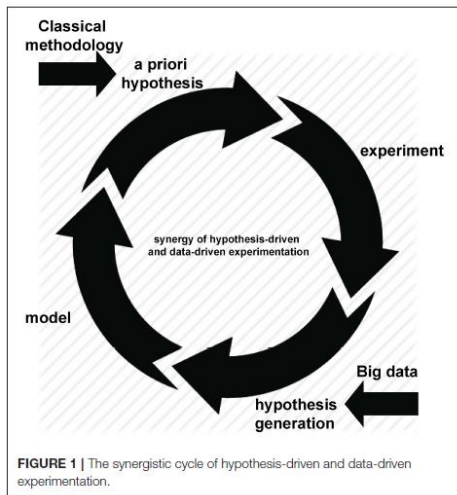 Classical
methodology
a priori
hypothesis
experiment
synergy of hypothesis-driven
and data-driven experimentation
model
Big data
hypothesis
generation
FIGURE 1 | The synergistic cycle of hypothesis-driven and data-driven
experimentation.